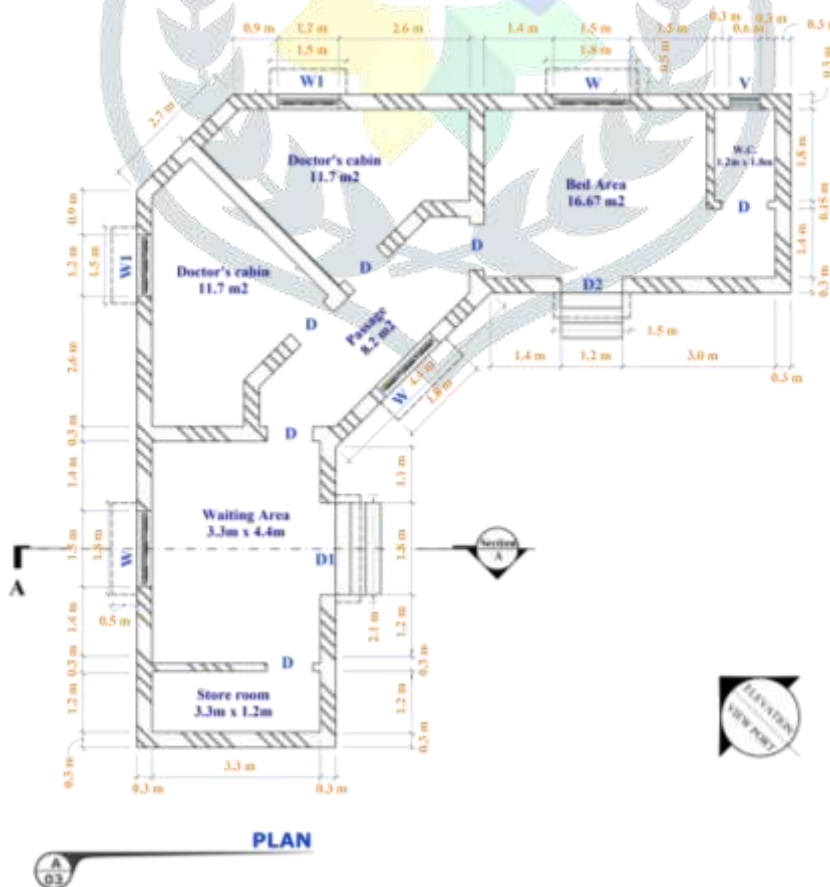 0.3 m
0.3 m
0.9 m
1.2 m
2.6 m
1.4 m
1.5 m
1.5 m
0.6 m
1.5 m
1.8 m
0.5 m
0.3 m
W1
W
V
2.7 m
Doctor's cabin
11.7 m2
Bed Area
16.67 m2
W.C.
1.2m x 1.8m
1.8 m
0.9 m
D
D
0.15 m
1.2 m
1.5 m
W1
Doctor's cabin
11.7 m2
D
D2
1.4 m
0.3 m
D
Passage
8.2 m2
1.5 m
2.6 m
4.4 m
W
1.8 m
1.4 m
1.2 m
3.0 m
0.3 m
0.3 m
D
1.4 m
1.1 m
Waiting Area
3.3m x 4.4m
1.5 m
1.8 m
W
D1
1.8 m
Section
A
A
0.5 m
1.4 m
2.1 m
1.2 m
0.3 m
D
0.3 m
Store room
3.3m x 1.2m
1.2 m
1.2 m
ELEVATION
VIEW PORT
0.3 m
0.3 m
3.3 m
0.3 m
0.3 m
PLAN
A
03